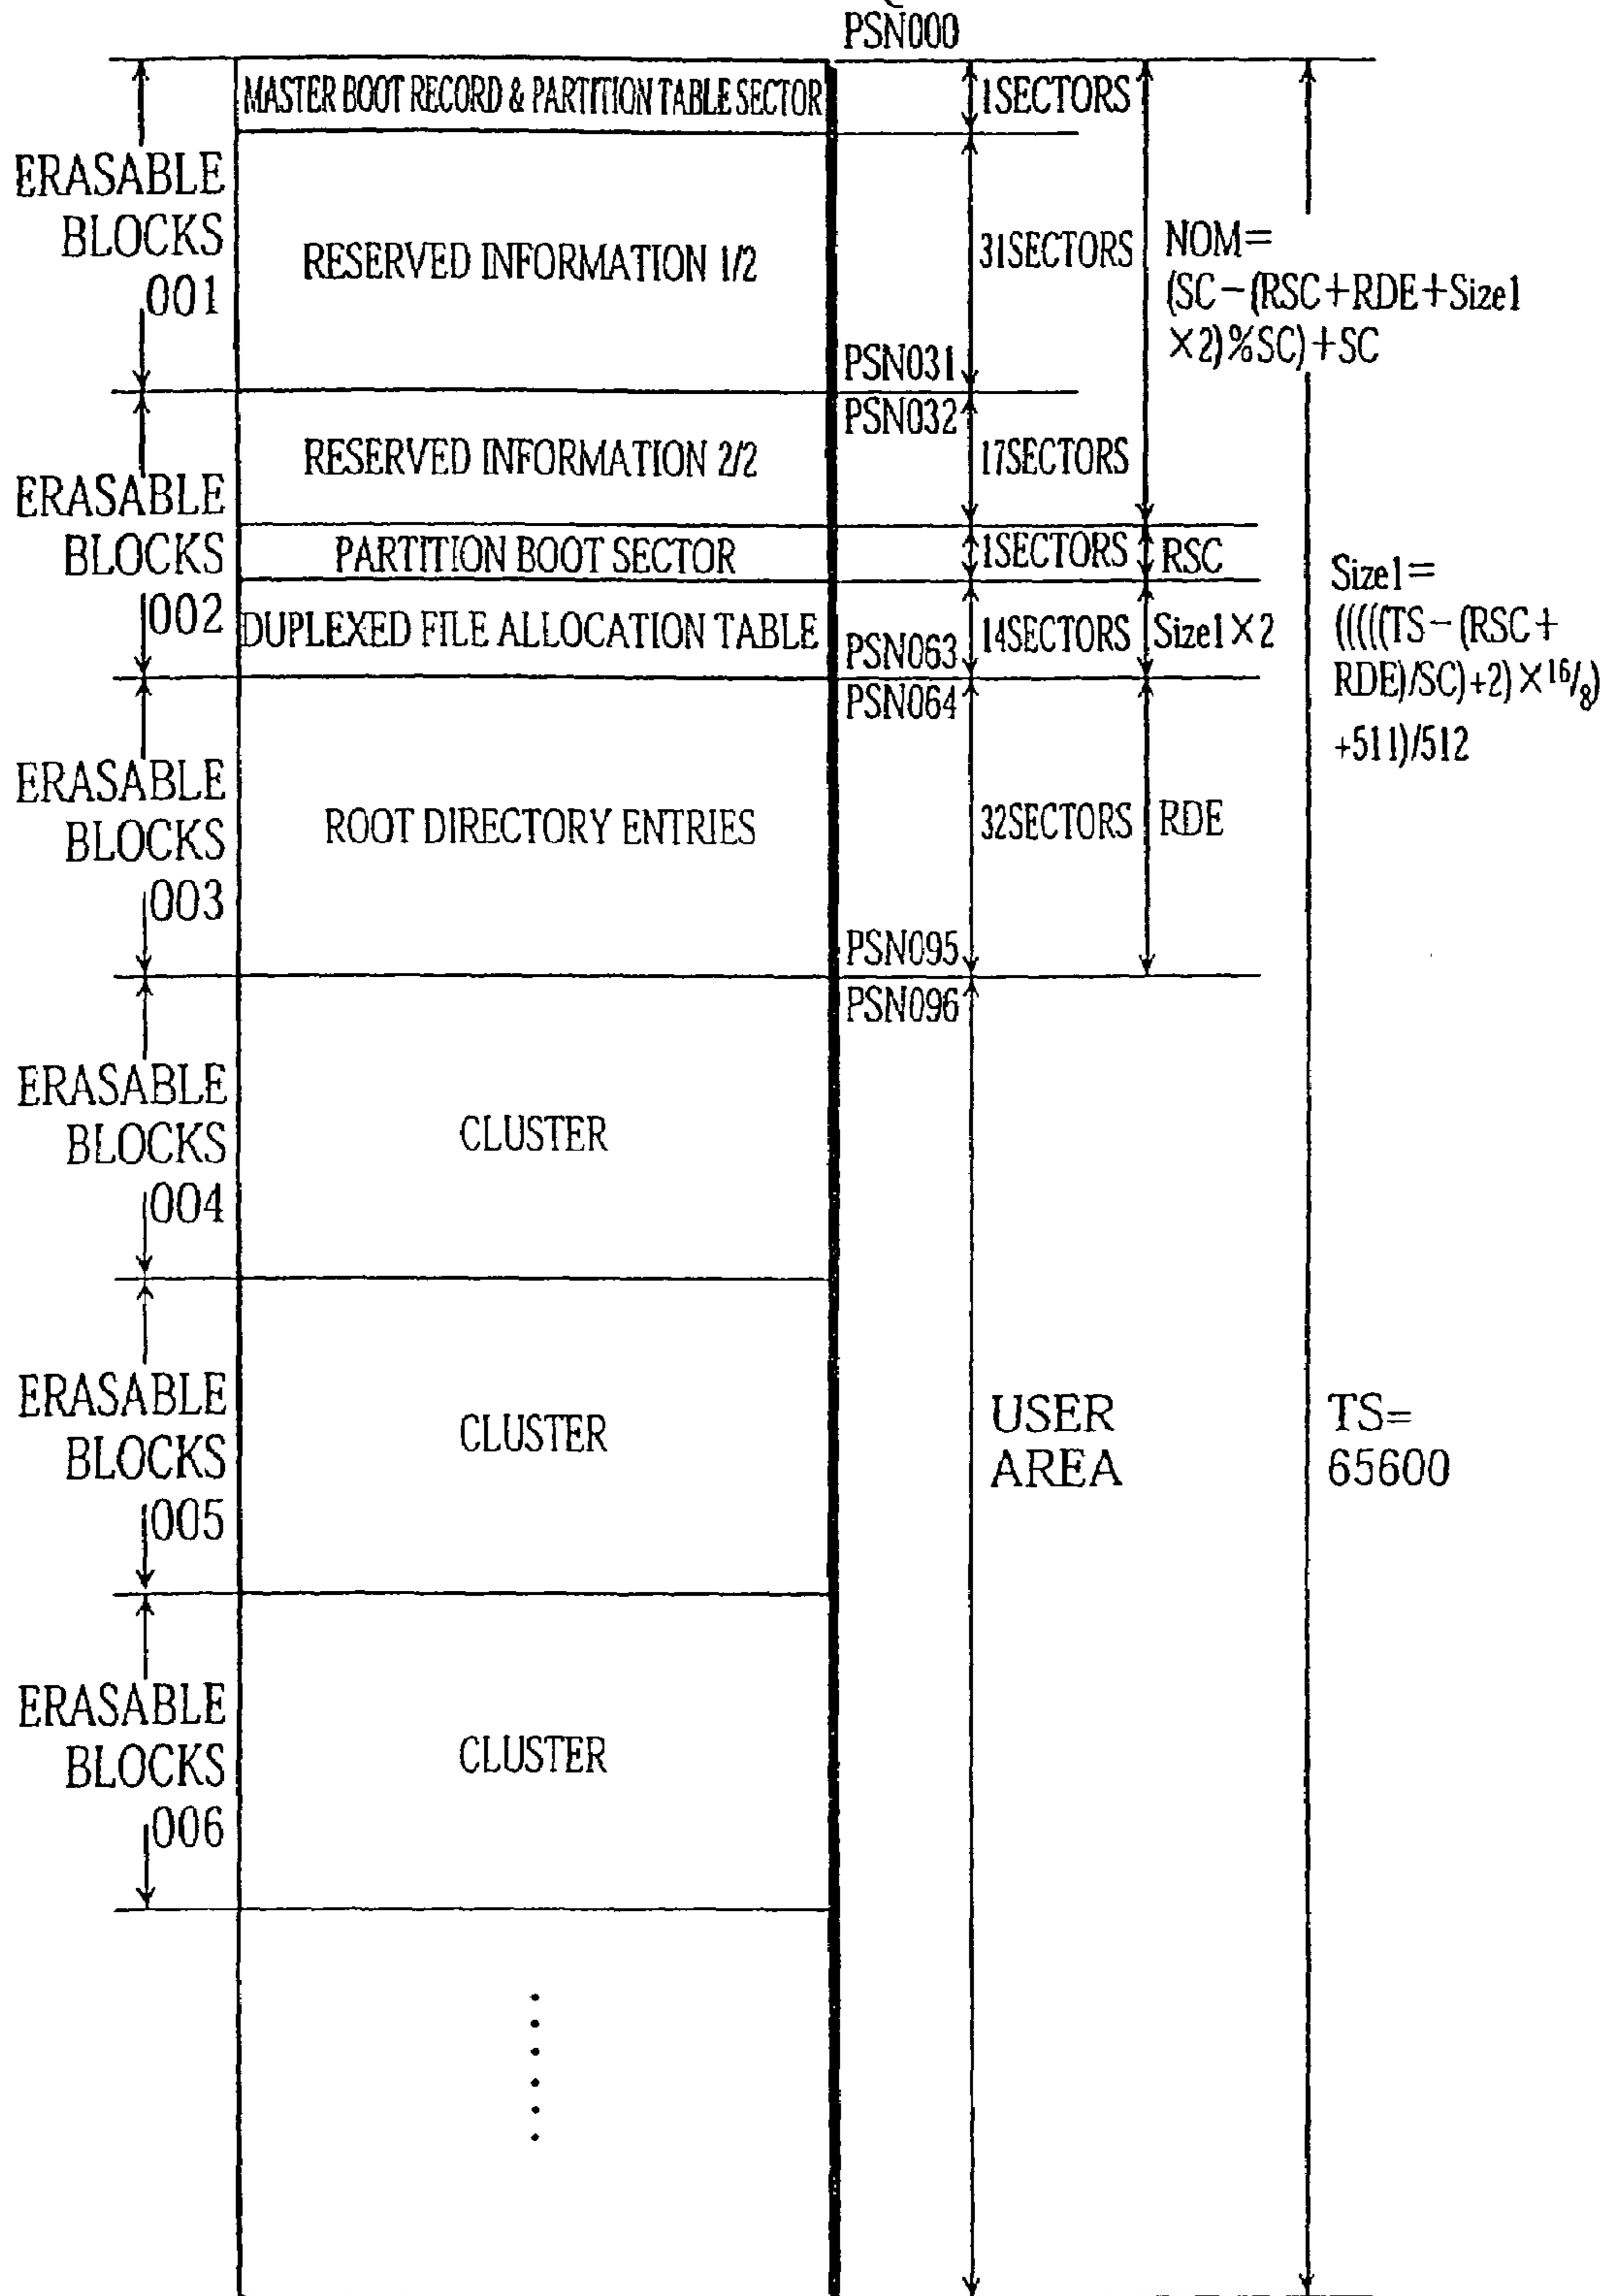 PSN000
MASTER BOOT RECORD & PARTITION TABLE SECTOR
1SECTORS
ERASABLE
BLOCKS
001
RESERVED INFORMATION 1/2
31SECTORS
NOM=
(SC-(RSC+RDE+Size1
×2)%SC)+SC
PSN031
PSN032
RESERVED INFORMATION 2/2
17SECTORS
ERASABLE
BLOCKS
002
PARTITION BOOT SECTOR
1SECTORS
RSC
DUPLEXED FILE ALLOCATION TABLE
PSN063
14SECTORS
Size1×2
Size1=
(((((TS-(RSC+
RDE)/SC)+2)×16/8)
+511)/512
PSN064
ERASABLE
BLOCKS
003
ROOT DIRECTORY ENTRIES
32SECTORS
RDE
PSN095
PSN096
ERASABLE
BLOCKS
004
CLUSTER
ERASABLE
BLOCKS
005
CLUSTER
USER
AREA
TS=
65600
ERASABLE
BLOCKS
006
CLUSTER